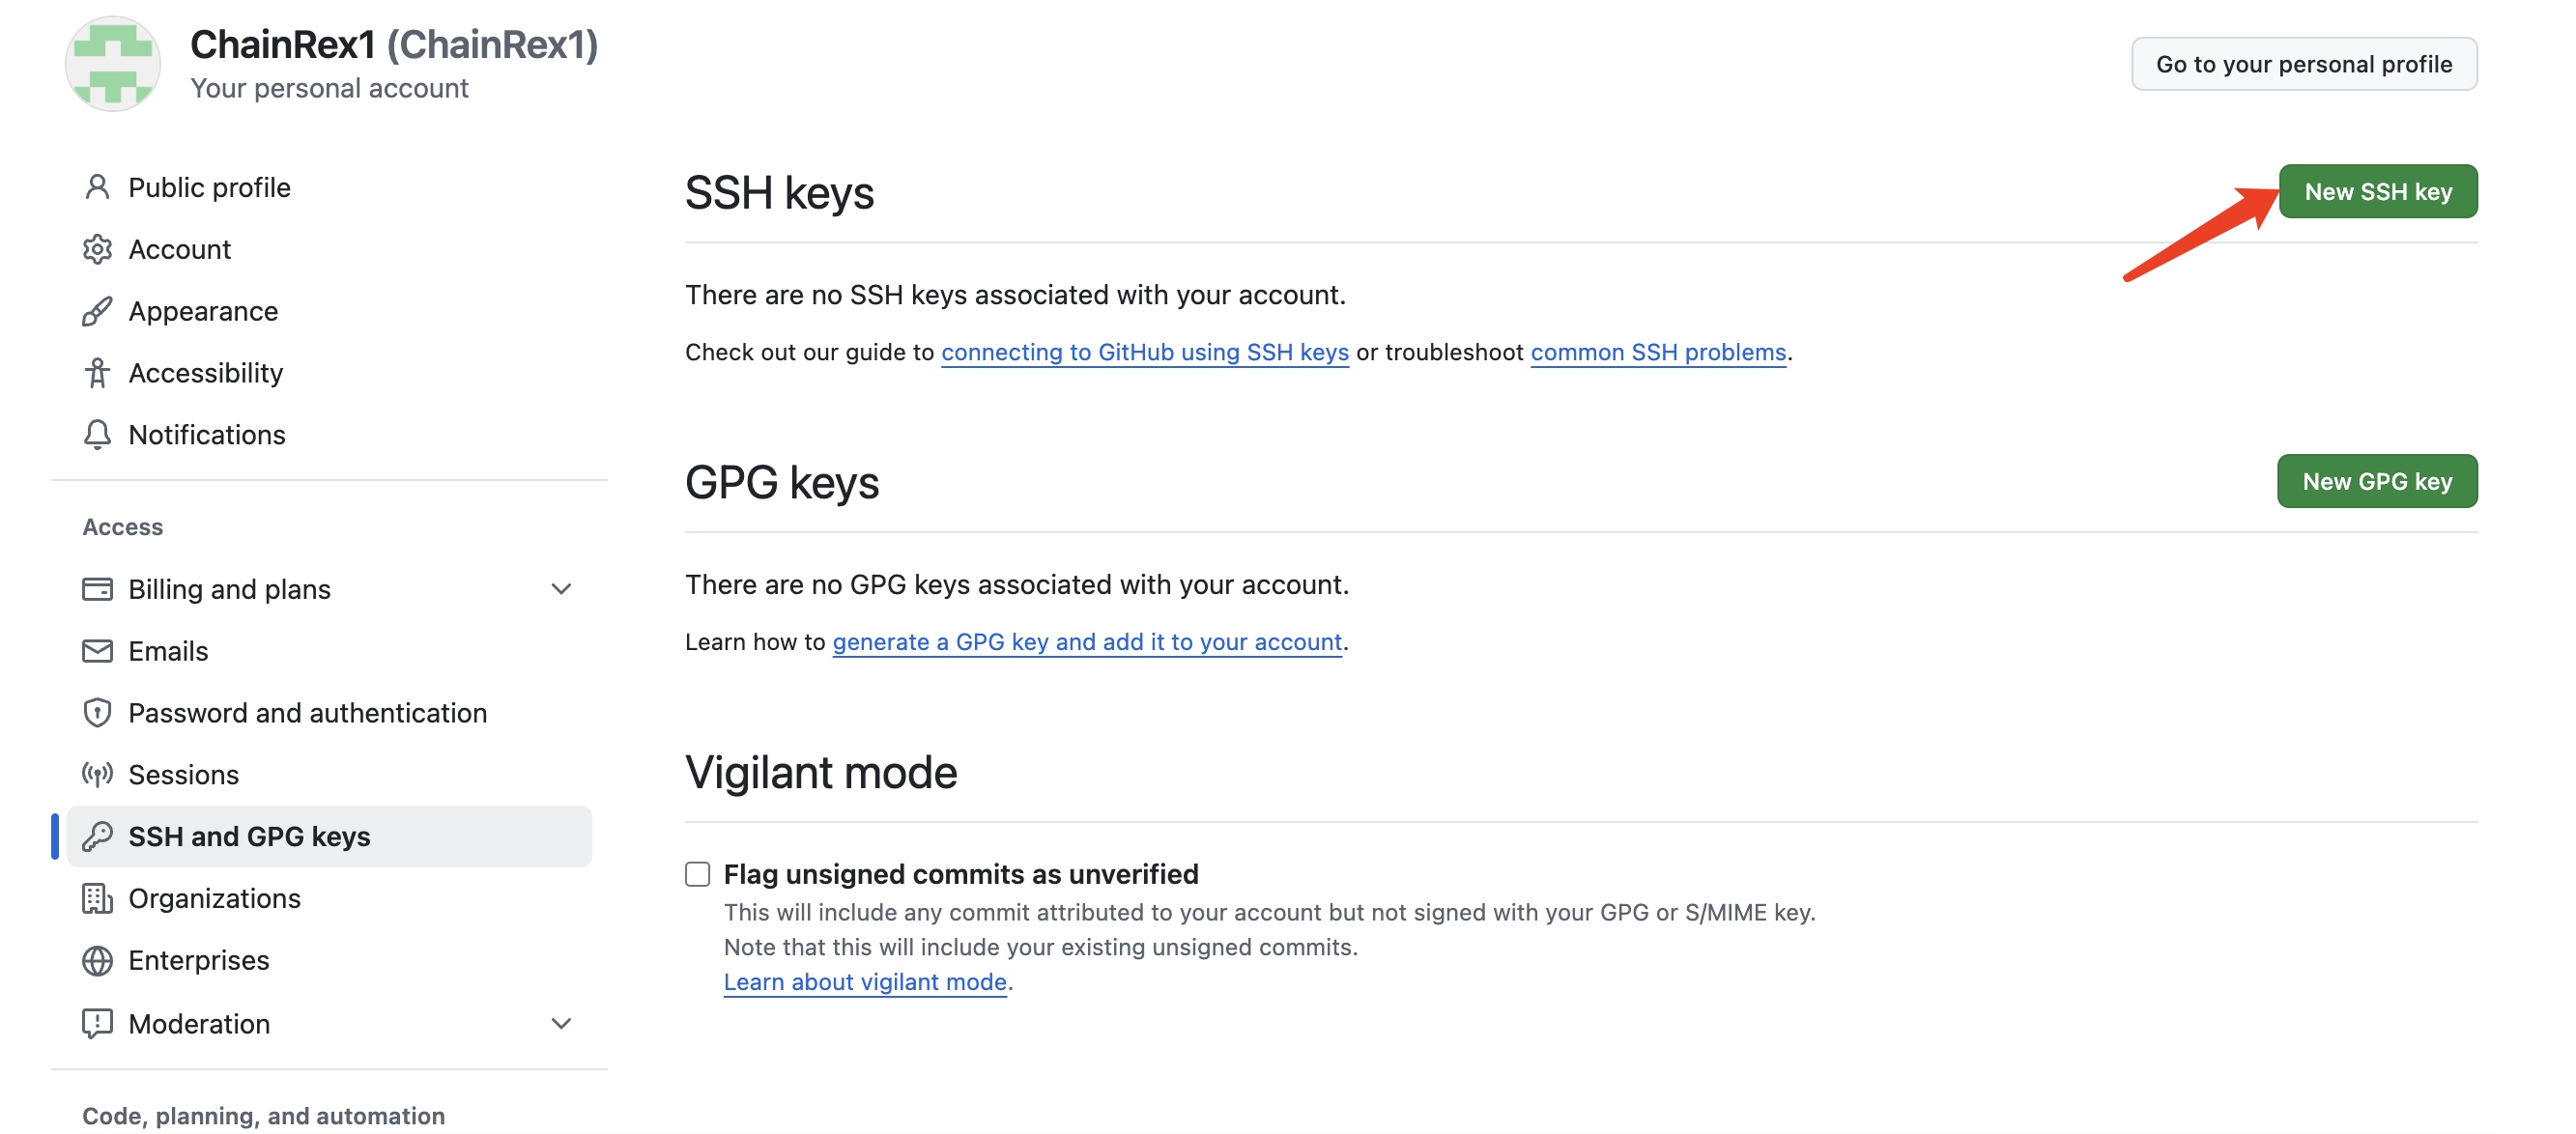 ChainRex1 (ChainRex1)
Your personal account
Go to your personal profile
Public profile
Account
Appearance
Accessibility
Notifications
Access
Billing and plans
Emails
Password and authentication
Sessions
SSH and GPG keys
Organizations
Enterprises
Moderation
Code, planning, and automation
SSH keys
New SSH key
There are no SSH keys associated with your account.
Check out our guide to connecting to GitHub using SSH keys or troubleshoot common SSH problems.
GPG keys
New GPG key
There are no GPG keys associated with your account.
Learn how to generate a GPG key and add it to your account.
Vigilant mode
Flag unsigned commits as unverified
This will include any commit attributed to your account but not signed with your GPG or S/MIME key.
Note that this will include your existing unsigned commits.
Learn about vigilant mode.